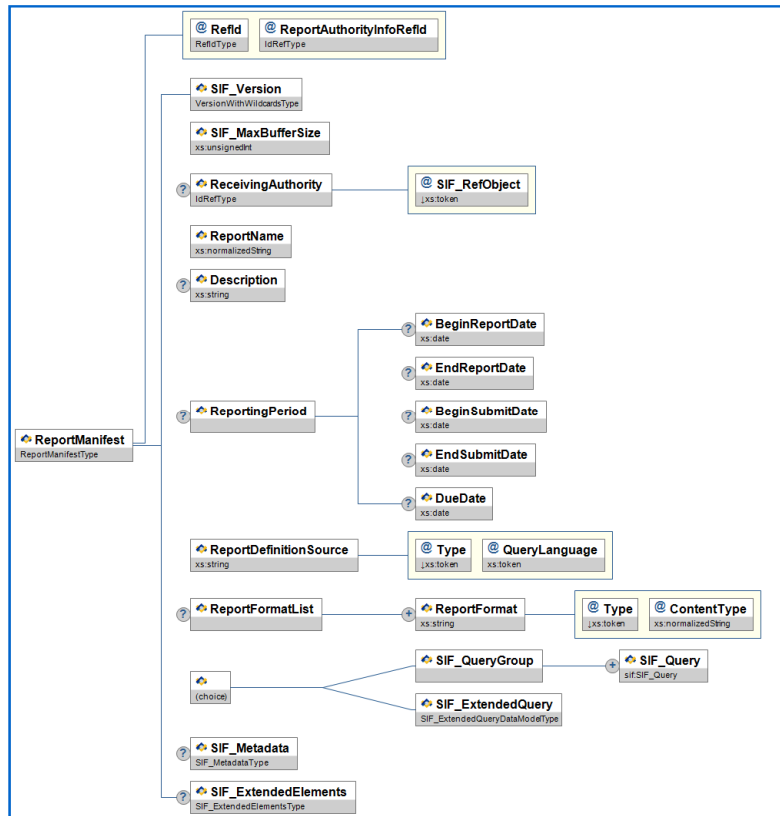 @ RefId
RefIdType
@ ReportAuthorityInfoRefId
IdRefType
SIF_Version
VersionWithWildcardsType
SIF_MaxBufferSize
xs:unsignedInt
? ReceivingAuthority
IdRefType
@ SIF_RefObject
↓xs:token
ReportName
xs:normalizedString
? Description
xs:string
? BeginReportDate
xs:date
? EndReportDate
xs:date
? ReportingPeriod
? BeginSubmitDate
xs:date
ReportManifest
ReportManifestType
? EndSubmitDate
xs:date
? DueDate
xs:date
ReportDefinitionSource
xs:string
@ Type
↓xs:token
@ QueryLanguage
xs:token
? ReportFormatList
+ ReportFormat
xs:string
@ Type
↓xs:token
@ ContentType
xs:normalizedString
SIF_QueryGroup
+ SIF_Query
sif:SIF_Query
(choice)
SIF_ExtendedQuery
SIF_ExtendedQueryDataModelType
? SIF_Metadata
SIF_MetadataType
? SIF_ExtendedElements
SIF_ExtendedElementsType